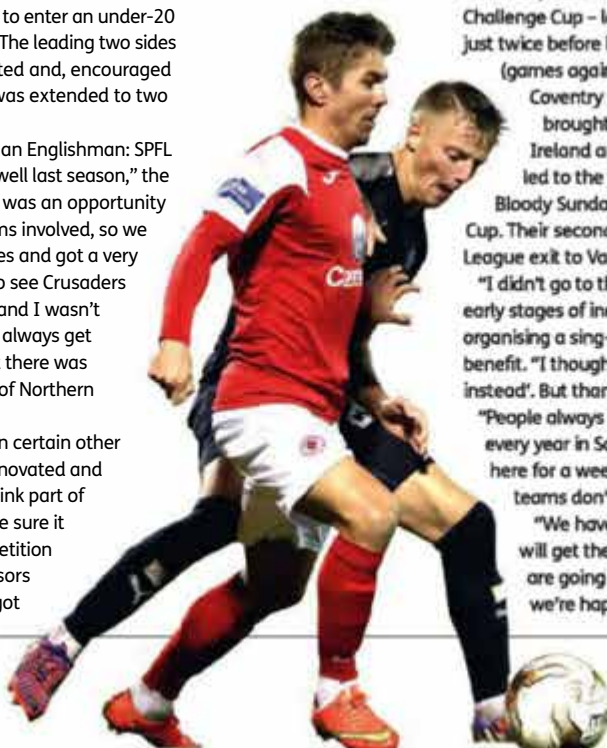 to enter an under-20
The leading two sides
ted and, encouraged
was extended to two
an Englishman: SPFL
well last season,” the
was an opportunity
ns involved, so we
es and got a very
o see Crusaders
and I wasn’t
always get
there was
of Northern
n certain other
novated and
ink part of
e sure it
etition
sors
got
Challenge Cup – l
just twice before
(games again
Coventry
brought
Ireland a
led to the
Bloody Sunda
Cup. Their second
League exit to Va
“I didn’t go to th
early stages of in
organising a sing-
benefit. “I though
instead’. But than
“People always
every year in Sc
here for a wee
teams don’
“We have
will get the
are going
we’re hap